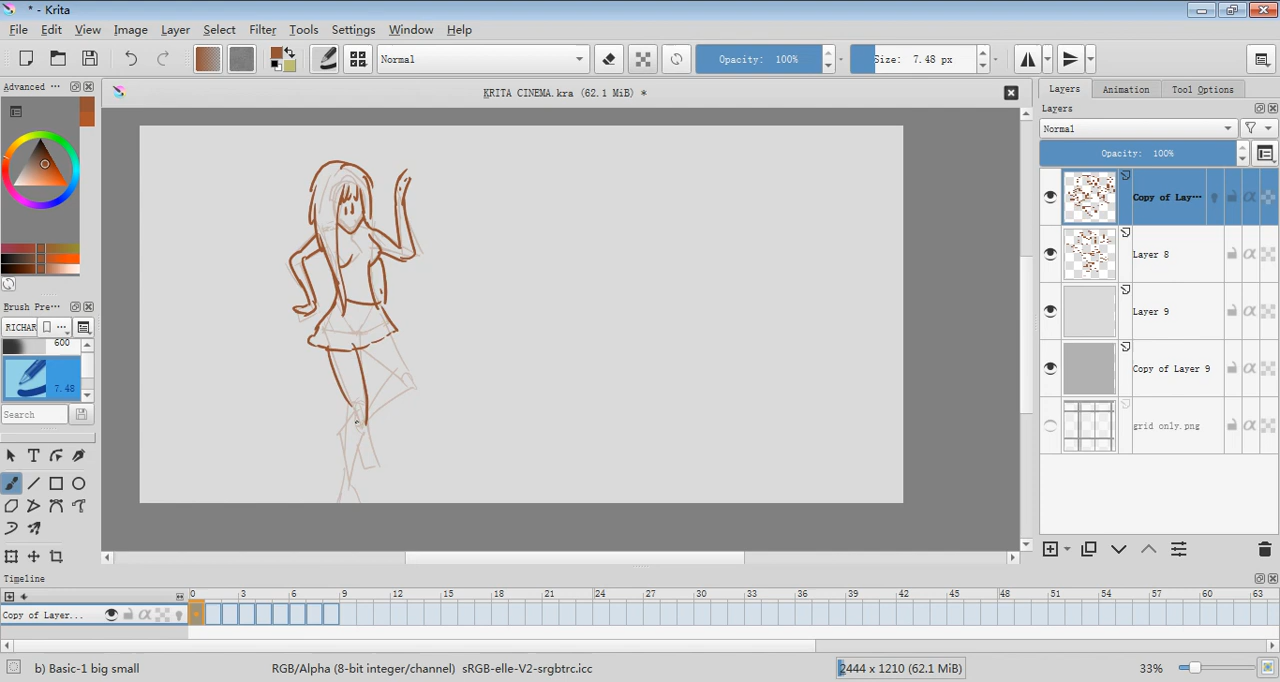 * - Krita
File Edit View Image Layer Select Filter Tools Settings Window Help
Normal Opacity: 100% Size: 7.48 px
Advanced ···
KRITA CINEMA.kra (62.1 MiB) *
Layers Animation Tool Options
Layers
Normal
Opacity: 100%
Copy of Lay···
Layer 8
Layer 9
Copy of Layer 9
grid only.png
Brush Pre···
RICHAR ···
600
7.48
Search
Timeline
0 3 6 9 12 15 18 21 24 27 30 33 36 39 42 45 48 51 54 57 60 63
Copy of Layer...
b) Basic-1 big small RGB/Alpha (8-bit integer/channel) sRGB-elle-V2-srgbtrc.icc 2444 x 1210 (62.1 MiB) 33%